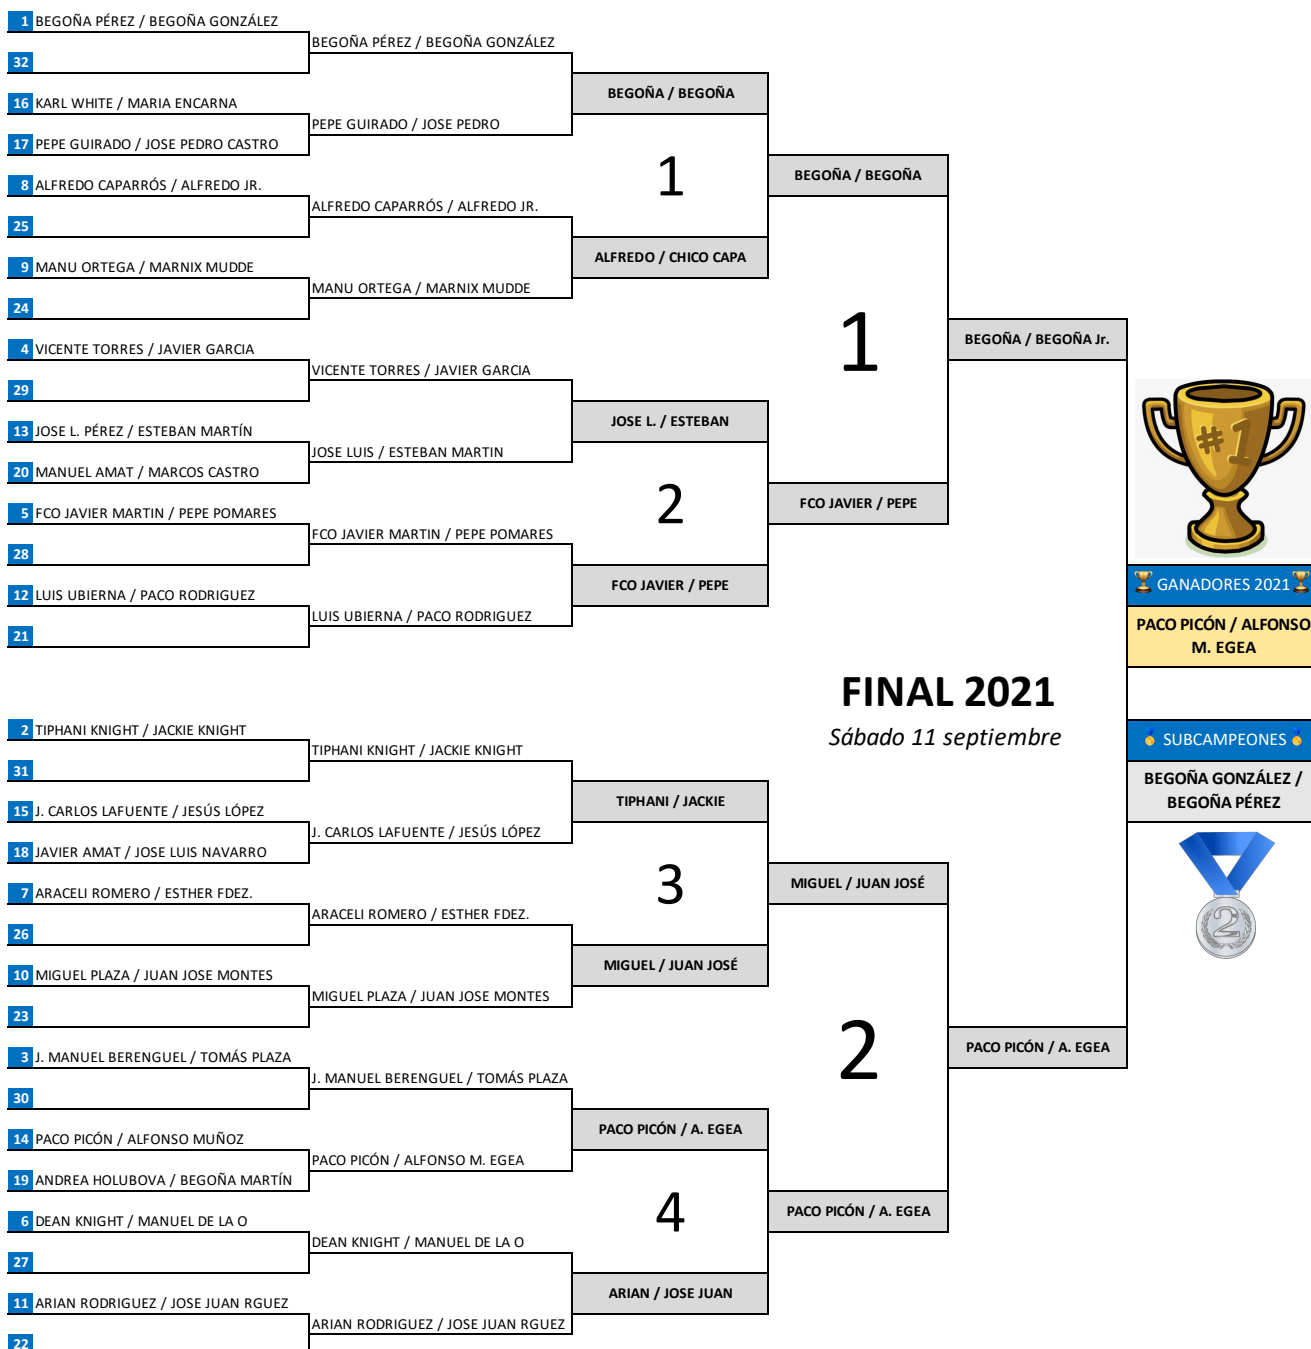 1 BEGOÑA PÉREZ / BEGOÑA GONZÁLEZ
BEGOÑA PÉREZ / BEGOÑA GONZÁLEZ
32
BEGOÑA / BEGOÑA
16 KARL WHITE / MARIA ENCARNA
PEPE GUIRADO / JOSE PEDRO
17 PEPE GUIRADO / JOSE PEDRO CASTRO
1
BEGOÑA / BEGOÑA
8 ALFREDO CAPARRÓS / ALFREDO JR.
ALFREDO CAPARRÓS / ALFREDO JR.
25
ALFREDO / CHICO CAPA
9 MANU ORTEGA / MARNIX MUDDE
MANU ORTEGA / MARNIX MUDDE
24
1
BEGOÑA / BEGOÑA Jr.
4 VICENTE TORRES / JAVIER GARCIA
VICENTE TORRES / JAVIER GARCIA
29
JOSE L. / ESTEBAN
13 JOSE L. PÉREZ / ESTEBAN MARTÍN
#1
JOSE LUIS / ESTEBAN MARTIN
20 MANUEL AMAT / MARCOS CASTRO
2
FCO JAVIER / PEPE
5 FCO JAVIER MARTIN / PEPE POMARES
FCO JAVIER MARTIN / PEPE POMARES
28
FCO JAVIER / PEPE
GANADORES 2021
12 LUIS UBIERNA / PACO RODRIGUEZ
LUIS UBIERNA / PACO RODRIGUEZ
21
PACO PICÓN / ALFONSO
M. EGEA
FINAL 2021
Sábado 11 septiembre
2 TIPHANI KNIGHT / JACKIE KNIGHT
SUBCAMPEONES
TIPHANI KNIGHT / JACKIE KNIGHT
31
BEGOÑA GONZÁLEZ /
BEGOÑA PÉREZ
TIPHANI / JACKIE
15 J. CARLOS LAFUENTE / JESÚS LÓPEZ
J. CARLOS LAFUENTE / JESÚS LÓPEZ
18 JAVIER AMAT / JOSE LUIS NAVARRO
3
MIGUEL / JUAN JOSÉ
7 ARACELI ROMERO / ESTHER FDEZ.
ARACELI ROMERO / ESTHER FDEZ.
2
26
MIGUEL / JUAN JOSÉ
10 MIGUEL PLAZA / JUAN JOSE MONTES
MIGUEL PLAZA / JUAN JOSE MONTES
23
2
PACO PICÓN / A. EGEA
3 J. MANUEL BERENGUEL / TOMÁS PLAZA
J. MANUEL BERENGUEL / TOMÁS PLAZA
30
PACO PICÓN / A. EGEA
14 PACO PICÓN / ALFONSO MUÑOZ
PACO PICÓN / ALFONSO M. EGEA
19 ANDREA HOLUBOVA / BEGOÑA MARTÍN
4
PACO PICÓN / A. EGEA
6 DEAN KNIGHT / MANUEL DE LA O
DEAN KNIGHT / MANUEL DE LA O
27
ARIAN / JOSE JUAN
11 ARIAN RODRIGUEZ / JOSE JUAN RGUEZ
ARIAN RODRIGUEZ / JOSE JUAN RGUEZ
22